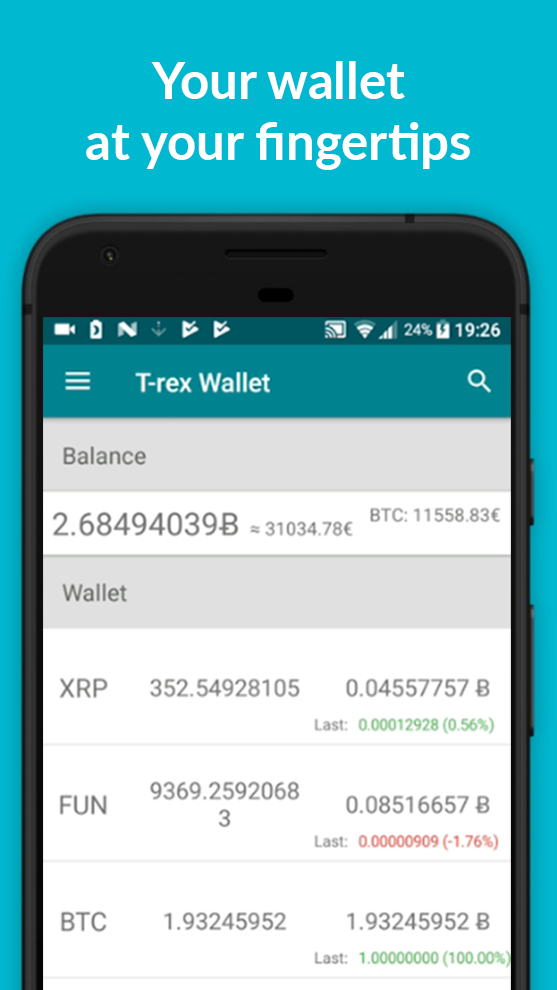 Your wallet
at your fingertips
24% 19:26
T-rex Wallet
Balance
2.68494039Ƀ ≈ 31034.78€ BTC: 11558.83€
Wallet
XRP 352.54928105 0.04557757 Ƀ
Last: 0.00012928 (0.56%)
FUN 9369.2592068
3 0.08516657 Ƀ
Last: 0.00000909 (-1.76%)
BTC 1.93245952 1.93245952 Ƀ
Last: 1.00000000 (100.00%)